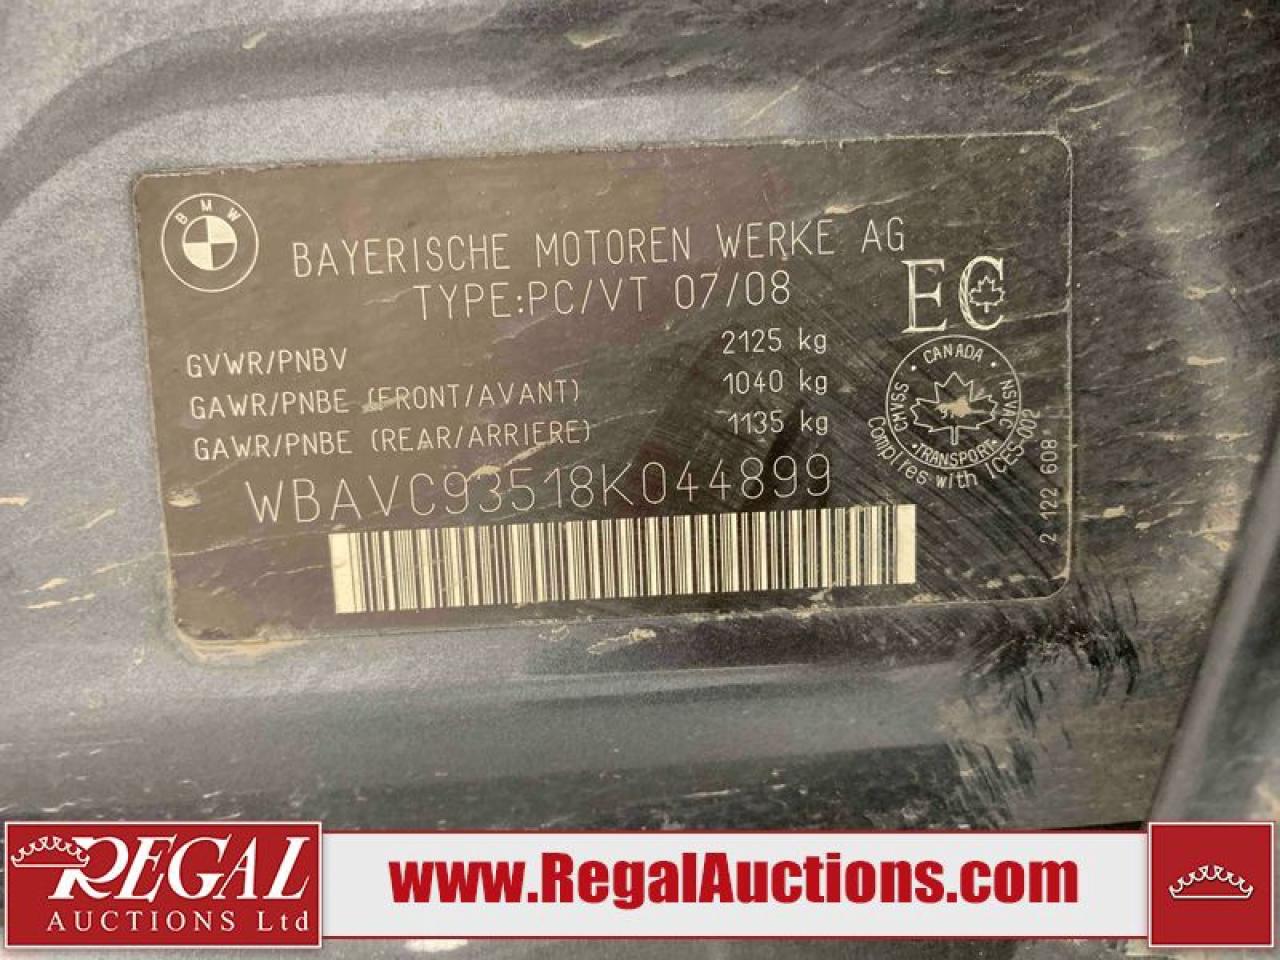 BMW
BAYERISCHE MOTOREN WERKE AG
TYPE:PC/VT 07/08
EC
GVWR/PNBV 2125 kg
GAWR/PNBE (FRONT/AVANT) 1040 kg
GAWR/PNBE (REAR/ARRIERE) 1135 kg
WBAVC93518K044899
CANADA
CMVSS
NSVAC
TRANSPORT
Complies with ICES-002
2 122 608
REGAL
AUCTIONS Ltd
www.RegalAuctions.com